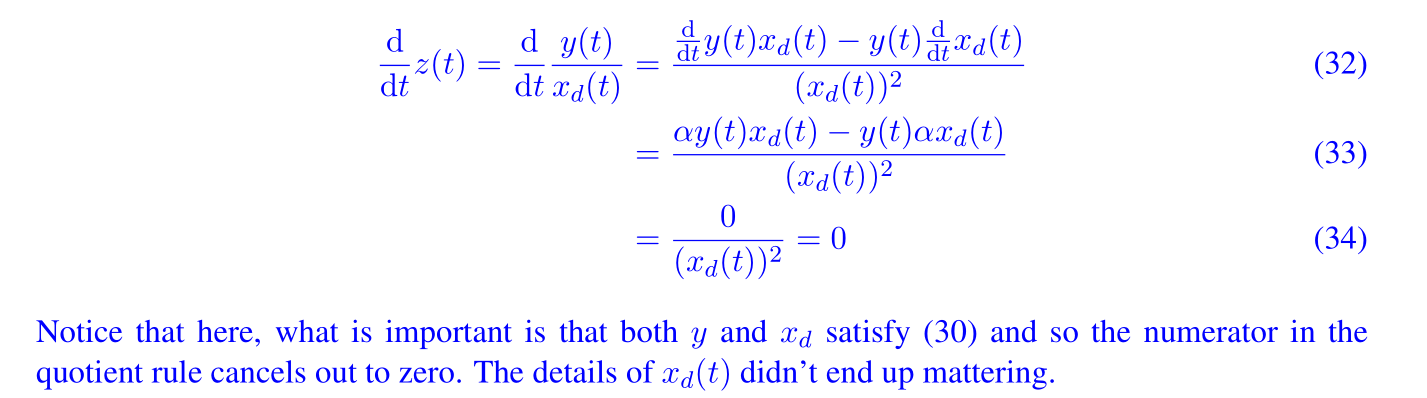 $\frac{\mathrm{d}}{\mathrm{d}t}z(t) = \frac{\mathrm{d}}{\mathrm{d}t}\frac{y(t)}{x_d(t)} = \frac{\frac{\mathrm{d}}{\mathrm{d}t}y(t)x_d(t) - y(t)\frac{\mathrm{d}}{\mathrm{d}t}x_d(t)}{(x_d(t))^2}$ (32)
$= \frac{\alpha y(t)x_d(t) - y(t)\alpha x_d(t)}{(x_d(t))^2}$ (33)
$= \frac{0}{(x_d(t))^2} = 0$ (34)
Notice that here, what is important is that both $y$ and $x_d$ satisfy (30) and so the numerator in the
quotient rule cancels out to zero. The details of $x_d(t)$ didn't end up mattering.